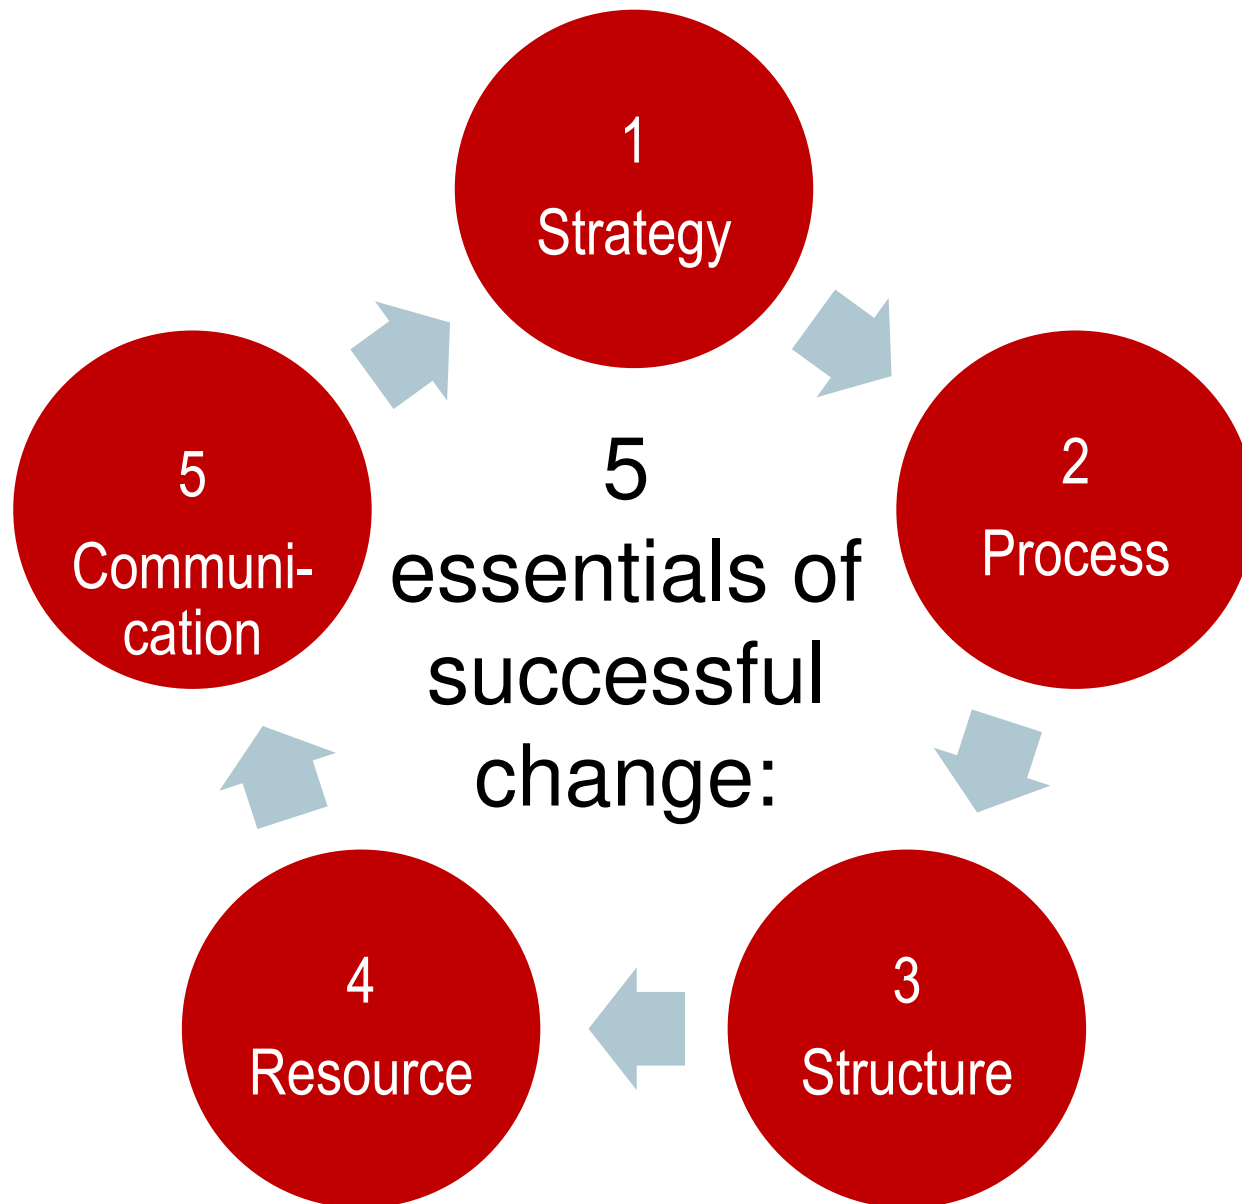 1
Strategy
2
Process
3
Structure
4
Resource
5
Communi-
cation
5
essentials of
successful
change: